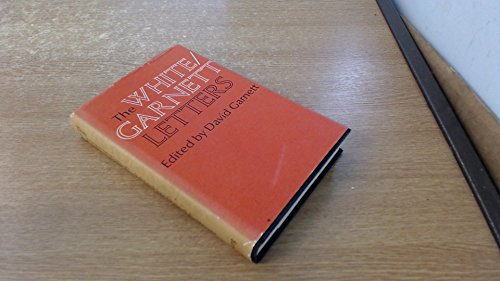 The
WHITE/
GARNETT
LETTERS
Edited by David Garnett